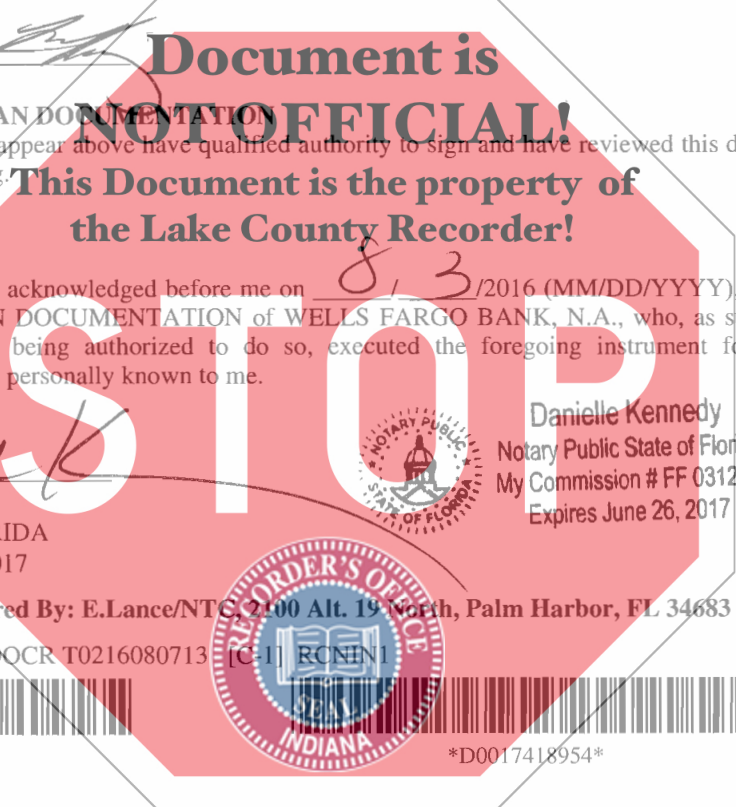 Document is
NOT OFFICIAL!
This Document is the property of
the Lake County Recorder!
STOP
AN DOCUMENTATION
appear above have qualified authority to sign and have reviewed this d
g.
acknowledged before me on 8/ 3/2016 (MM/DD/YYYY),
N DOCUMENTATION of WELLS FARGO BANK, N.A., who, as s
being authorized to do so, executed the foregoing instrument fo
personally known to me.
NOTARY PUBLIC
STATE OF FLORIDA
Danielle Kennedy
Notary Public State of Flori
My Commission # FF 0312
Expires June 26, 2017
IDA
017
red By: E.Lance/NTC, 2100 Alt. 19 North, Palm Harbor, FL 34683
OCR T0216080713 [C-1] RCNIN1
RECORDER'S OFFICE
SEAL
INDIANA
*D0017418954*